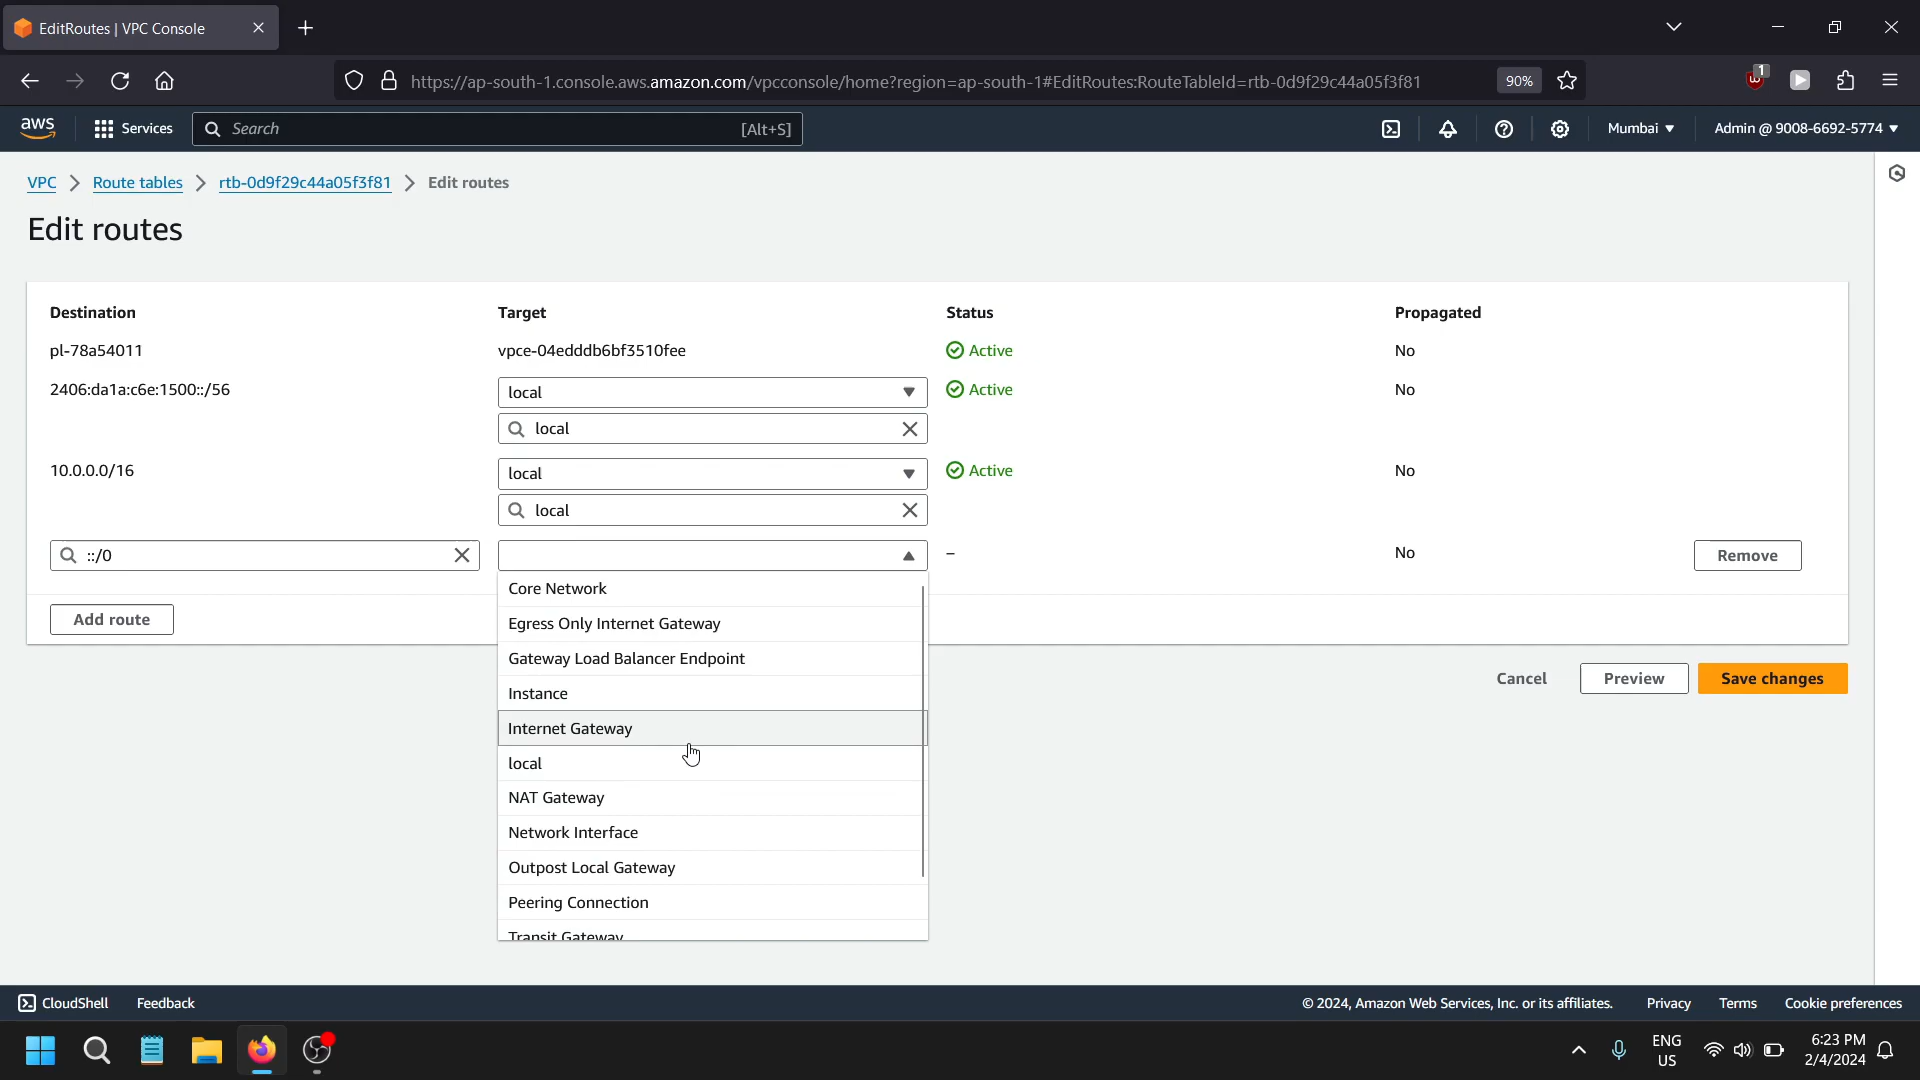 EditRoutes | VPC Console
https://ap-south-1.console.aws.amazon.com/vpcconsole/home?region=ap-south-1#EditRoutes:RouteTableId=rtb-0d9f29c44a05f3f81
90%
1
aws
Services
Search
[Alt+S]
Mumbai
Admin @ 9008-6692-5774
VPC
Route tables
rtb-0d9f29c44a05f3f81
Edit routes
Edit routes
Destination Target Status Propagated
pl-78a54011 vpce-04edddb6bf3510fee Active No
2406:da1a:c6e:1500::/56 local Active No
local
10.0.0.0/16 local Active No
local
::/0 – No Remove
Core Network
Add route Egress Only Internet Gateway
Gateway Load Balancer Endpoint
Cancel Preview Save changes
Instance
Internet Gateway
local
NAT Gateway
Network Interface
Outpost Local Gateway
Peering Connection
Transit Gateway
CloudShell Feedback © 2024, Amazon Web Services, Inc. or its affiliates. Privacy Terms Cookie preferences
ENG
US
6:23 PM
2/4/2024